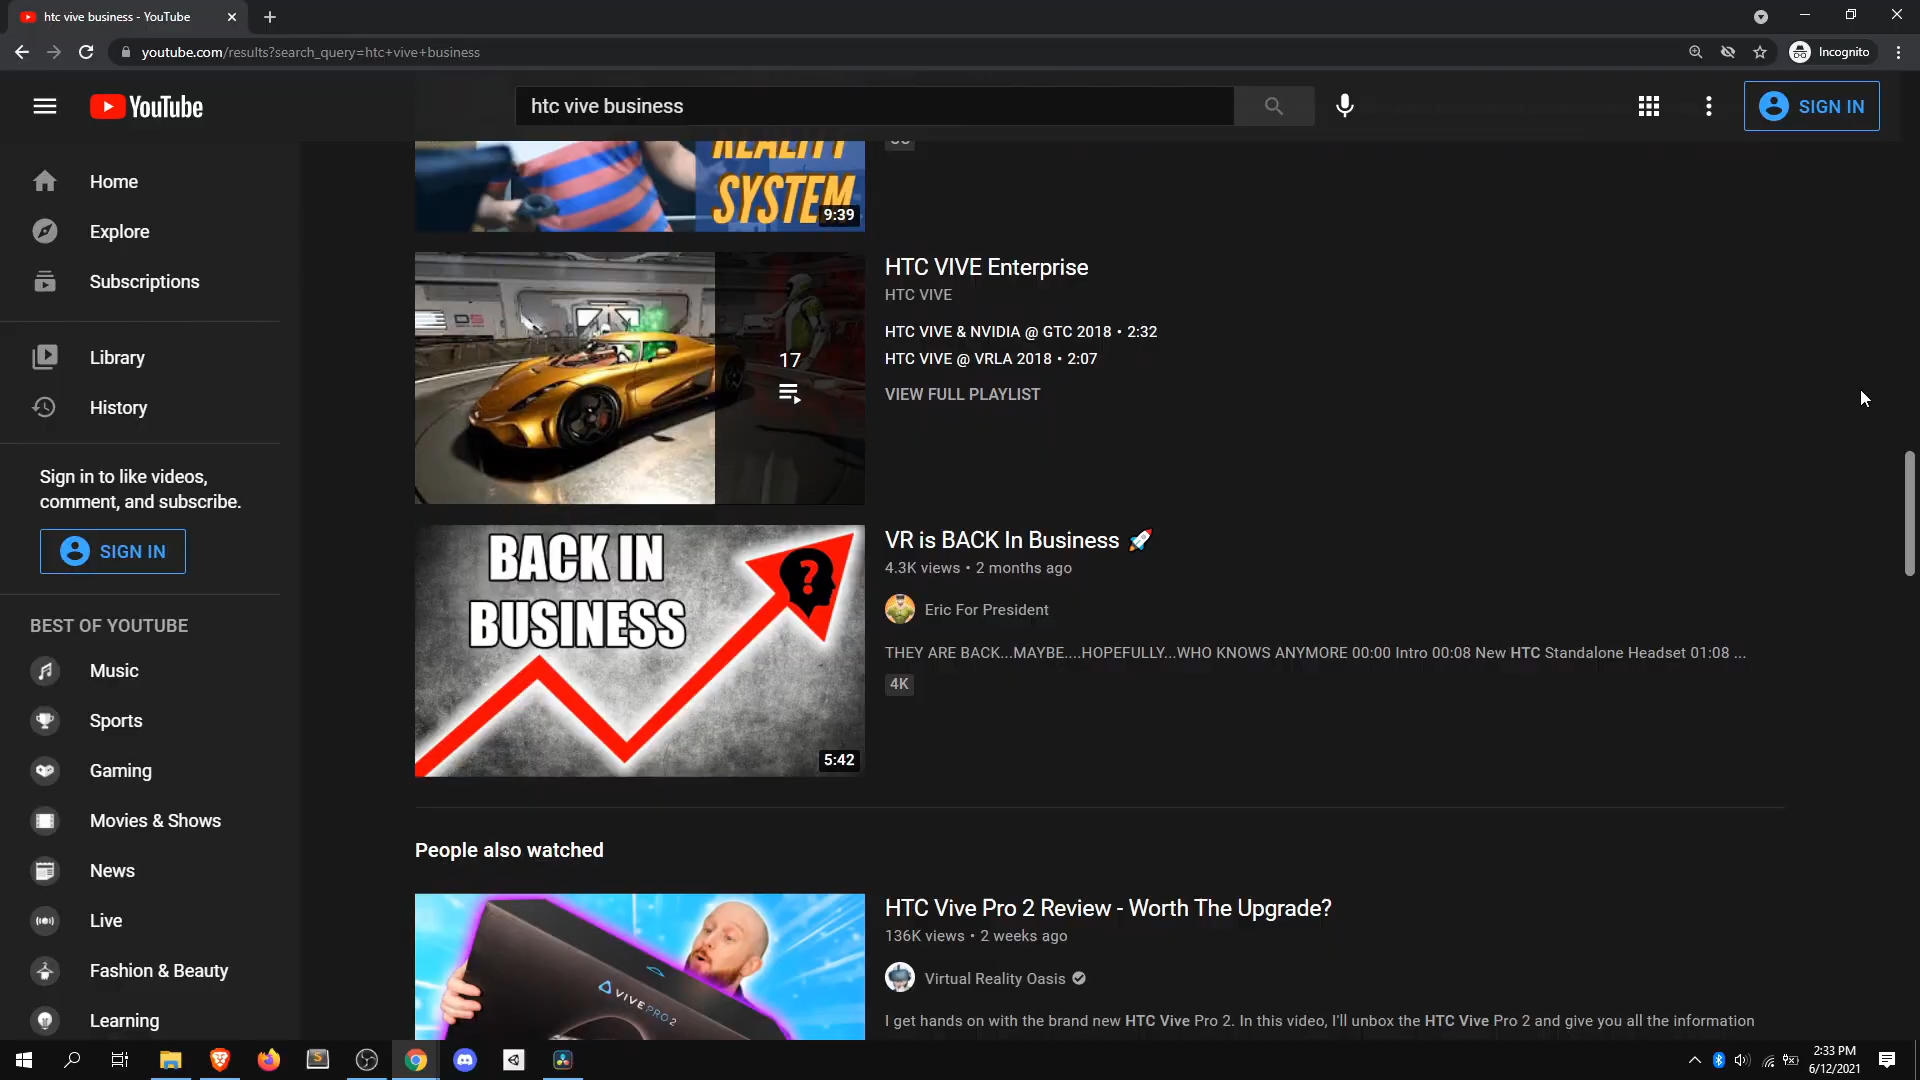 htc vive business - YouTube
youtube.com/results?search_query=htc+vive+business
Incognito
YouTube
htc vive business
SIGN IN
Home
Explore
Subscriptions
Library
History
Sign in to like videos,
comment, and subscribe.
SIGN IN
BEST OF YOUTUBE
Music
Sports
Gaming
Movies & Shows
News
Live
Fashion & Beauty
Learning
REALITY
SYSTEM
9:39
17
HTC VIVE Enterprise
HTC VIVE
HTC VIVE & NVIDIA @ GTC 2018 • 2:32
HTC VIVE @ VRLA 2018 • 2:07
VIEW FULL PLAYLIST
BACK IN
BUSINESS
?
5:42
VR is BACK In Business 🚀
4.3K views • 2 months ago
Eric For President
THEY ARE BACK...MAYBE....HOPEFULLY...WHO KNOWS ANYMORE 00:00 Intro 00:08 New HTC Standalone Headset 01:08 ...
4K
People also watched
VIVE PRO 2
HTC Vive Pro 2 Review - Worth The Upgrade?
136K views • 2 weeks ago
Virtual Reality Oasis
I get hands on with the brand new HTC Vive Pro 2. In this video, I'll unbox the HTC Vive Pro 2 and give you all the information
2:33 PM
6/12/2021